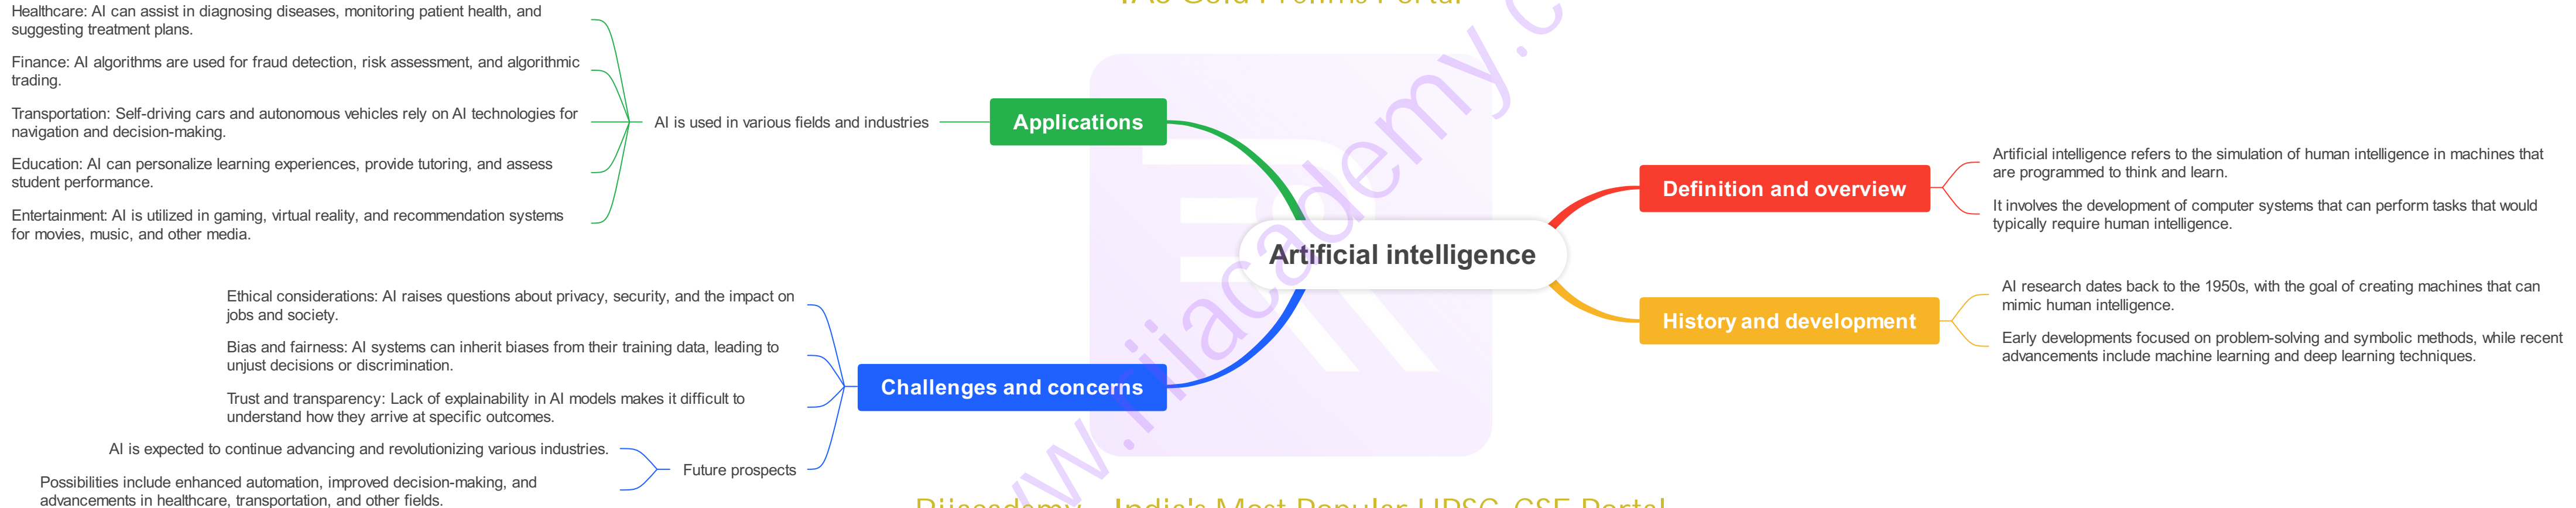 IAS Gold Prelims Portal
Healthcare: AI can assist in diagnosing diseases, monitoring patient health, and
suggesting treatment plans.
Finance: AI algorithms are used for fraud detection, risk assessment, and algorithmic
trading.
Transportation: Self-driving cars and autonomous vehicles rely on AI technologies for
navigation and decision-making.
Education: AI can personalize learning experiences, provide tutoring, and assess
student performance.
Entertainment: AI is utilized in gaming, virtual reality, and recommendation systems
for movies, music, and other media.
AI is used in various fields and industries
Applications
Ethical considerations: AI raises questions about privacy, security, and the impact on
jobs and society.
Bias and fairness: AI systems can inherit biases from their training data, leading to
unjust decisions or discrimination.
Trust and transparency: Lack of explainability in AI models makes it difficult to
understand how they arrive at specific outcomes.
AI is expected to continue advancing and revolutionizing various industries.
Possibilities include enhanced automation, improved decision-making, and
advancements in healthcare, transportation, and other fields.
Future prospects
Challenges and concerns
Artificial intelligence
Definition and overview
Artificial intelligence refers to the simulation of human intelligence in machines that
are programmed to think and learn.
It involves the development of computer systems that can perform tasks that would
typically require human intelligence.
History and development
AI research dates back to the 1950s, with the goal of creating machines that can
mimic human intelligence.
Early developments focused on problem-solving and symbolic methods, while recent
advancements include machine learning and deep learning techniques.
Rijacademy - India's Most Popular UPSC-CSE Portal